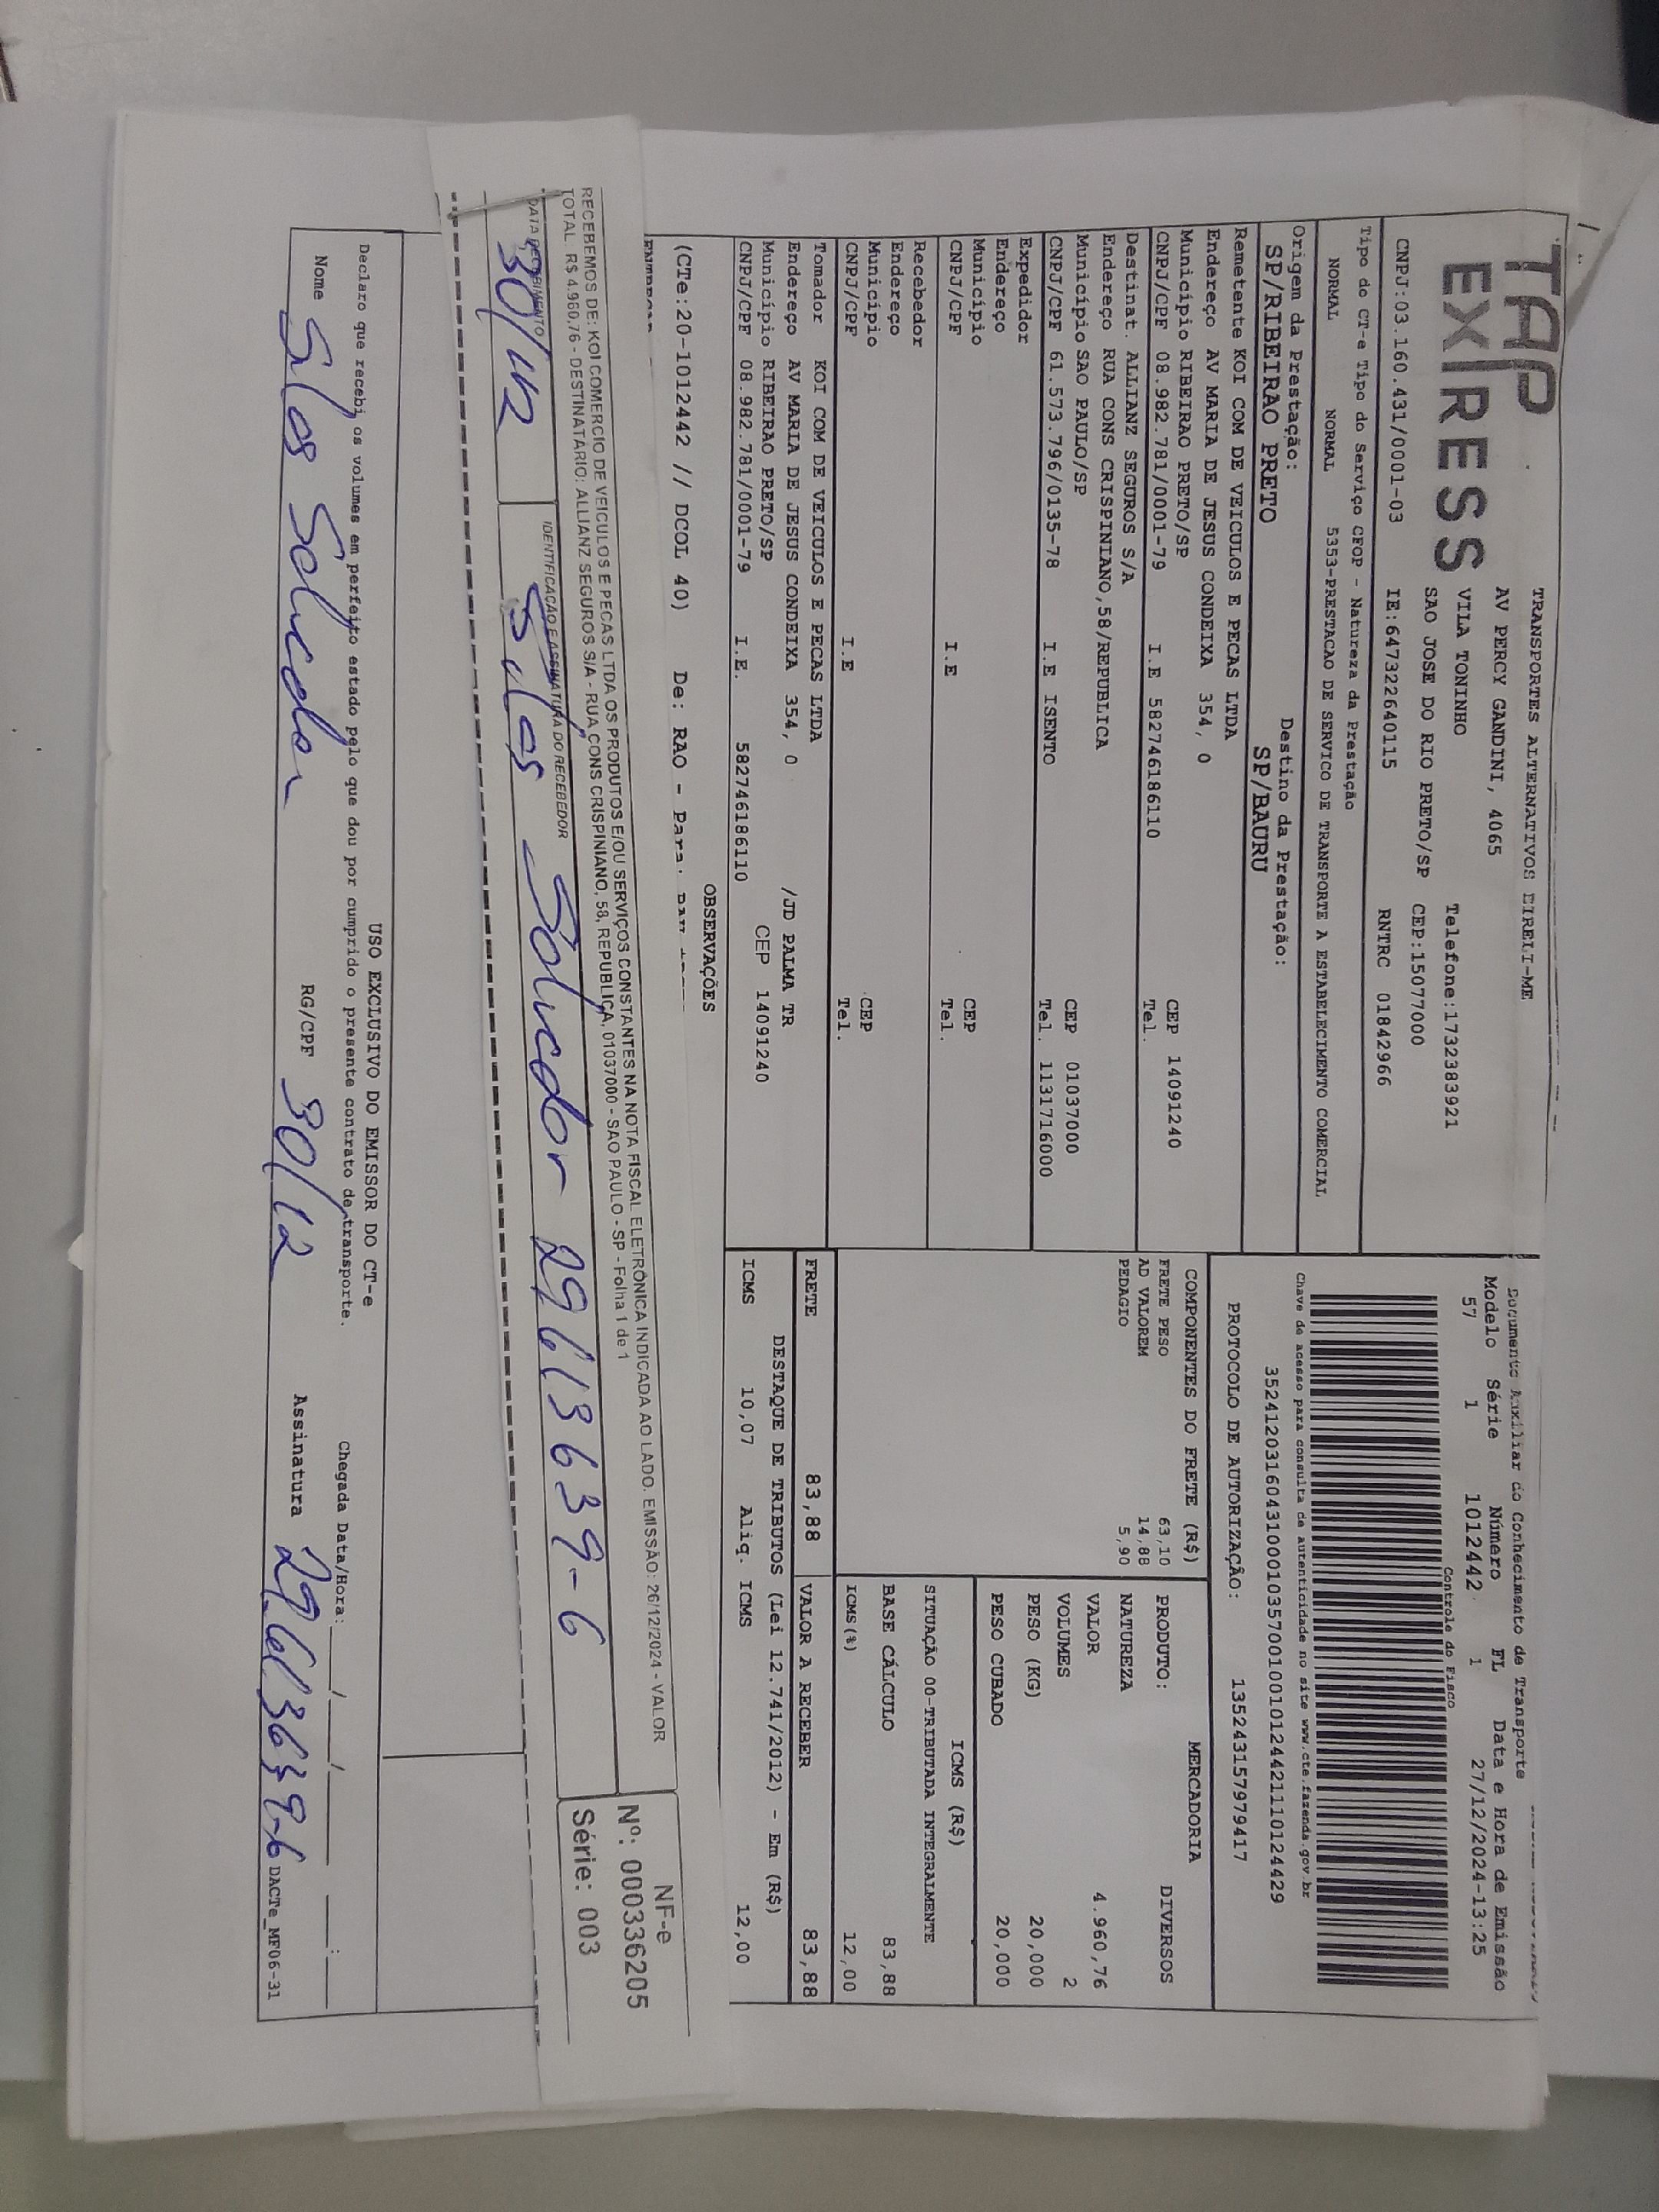 TAP EXPRESS
TRANSPORTES ALTERNATIVOS EIRELI-ME
AV PERCY GANDINI, 4065
VILA TONINHO Telefone:1732383921
SAO JOSE DO RIO PRETO/SP CEP:15077000
CNPJ:03.160.431/0001-03 IE:647322640115 RNTRC 01842966
Tipo do CT-e Tipo do Serviço CFOP - Natureza da Prestação
NORMAL NORMAL 5353-PRESTACAO DE SERVICO DE TRANSPORTE A ESTABELECIMENTO COMERCIAL
Origem da Prestação: Destino da Prestação:
SP/RIBEIRAO PRETO SP/BAURU
Remetente KOI COM DE VEICULOS E PECAS LTDA
Endereço AV MARIA DE JESUS CONDEIXA 354, 0
Município RIBEIRAO PRETO/SP CEP 14091240
CNPJ/CPF 08.982.781/0001-79 I.E 582746186110 Tel.
Destinat. ALLIANZ SEGUROS S/A
Endereço RUA CONS CRISPINIANO,58/REPUBLICA
Município SAO PAULO/SP CEP 01037000
CNPJ/CPF 61.573.796/0135-78 I.E ISENTO Tel. 1131716000
Expedidor
Endereço
Município CEP
CNPJ/CPF I.E Tel.
Recebedor
Endereço
Município CEP
CNPJ/CPF I.E Tel.
Tomador KOI COM DE VEICULOS E PECAS LTDA
Endereço AV MARIA DE JESUS CONDEIXA 354, 0 /JD PALMA TR
Município RIBEIRAO PRETO/SP CEP 14091240
CNPJ/CPF 08.982.781/0001-79 I.E. 582746186110
Documento Auxiliar do Conhecimento de Transporte
Modelo Série Número FL Data e Hora de Emissão
57 1 1012442 1 27/12/2024-13:25
Controle do Fisco
Chave de acesso para consulta de autenticidade no site www.cte.fazenda.gov.br
35241203160431000103570010010124421110124429
PROTOCOLO DE AUTORIZAÇÃO: 135243157979417
COMPONENTES DO FRETE (R$)
FRETE PESO 63,10
AD VALOREM 14,88
PEDAGIO 5,90
MERCADORIA
PRODUTO: DIVERSOS
NATUREZA
VALOR 4.960,76
VOLUMES 2
PESO (KG) 20,000
PESO CUBADO 20,000
ICMS (R$)
SITUAÇÃO 00-TRIBUTADA INTEGRALMENTE
BASE CÁLCULO 83,88
ICMS(%) 12,00
FRETE 83,88 VALOR A RECEBER 83,88
DESTAQUE DE TRIBUTOS (Lei 12.741/2012) - Em (R$)
ICMS 10,07 Aliq. ICMS 12,00
OBSERVAÇÕES
(CTe:20-1012442 // DCOL 40) De: RAO - Para:
RECEBEMOS DE: KOI COMERCIO DE VEICULOS E PECAS LTDA OS PRODUTOS E/OU SERVIÇOS CONSTANTES NA NOTA FISCAL ELETRÔNICA INDICADA AO LADO. EMISSÃO: 26/12/2024 - VALOR
TOTAL: R$ 4.960,76 - DESTINATÁRIO: ALLIANZ SEGUROS S/A - RUA CONS CRISPINIANO, 58, REPUBLICA, 01037000 - SAO PAULO - SP - Folha 1 de 1
DATA RECEBIMENTO IDENTIFICAÇÃO E ASSINATURA DO RECEBEDOR
30/12 Silas Salvador 29613639-6
NF-e
Nº: 000336205
Série: 003
USO EXCLUSIVO DO EMISSOR DO CT-e
Declaro que recebi os volumes em perfeito estado pelo que dou por cumprido o presente contrato de transporte.
Chegada Data/Hora: / / :
Nome Silas Salvador RG/CPF 30/12 Assinatura 29613639-6
DACTe_MF06-31